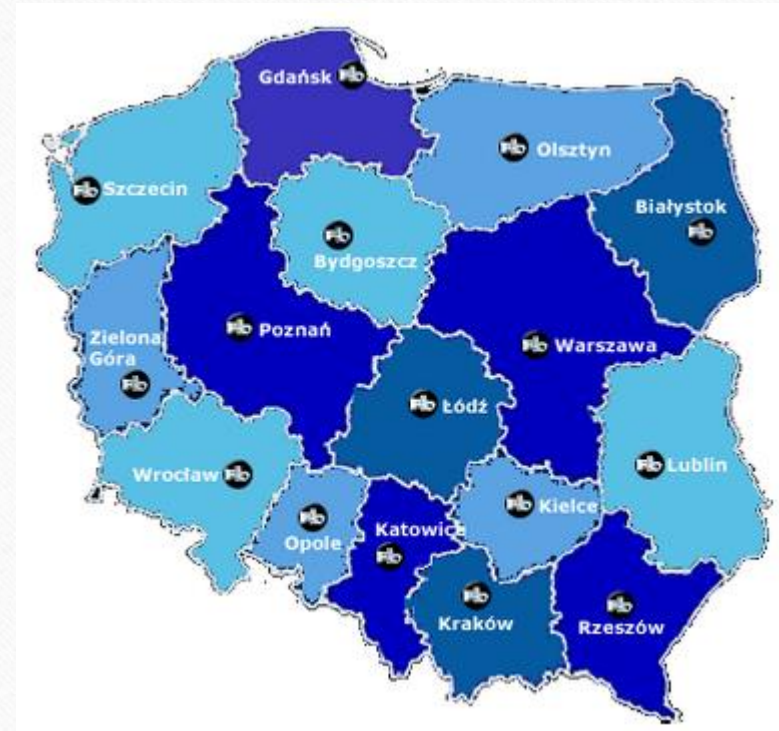 Gdańsk
Olsztyn
Szczecin
Białystok
Bydgoszcz
Poznań
Zielona
Góra
Warszawa
Łódź
Wrocław
Lublin
Kielce
Katowice
Opole
Kraków
Rzeszów